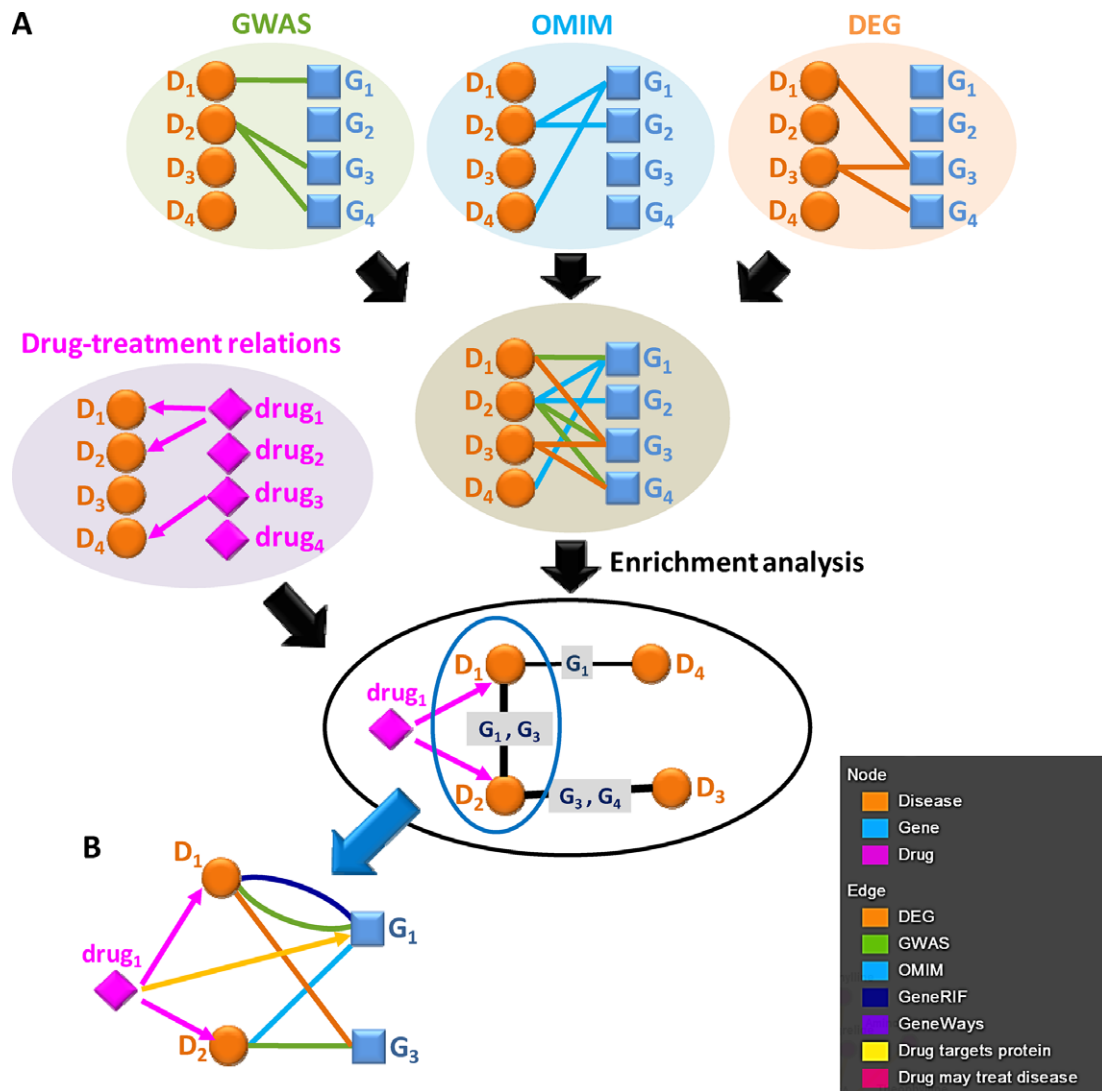 A
GWAS
OMIM
DEG
D₁ G₁
D₂ G₂
D₃ G₃
D₄ G₄
D₁ G₁
D₂ G₂
D₃ G₃
D₄ G₄
D₁ G₁
D₂ G₂
D₃ G₃
D₄ G₄
Drug-treatment relations
D₁ drug₁
D₂ drug₂
D₃ drug₃
D₄ drug₄
D₁ G₁
D₂ G₂
D₃ G₃
D₄ G₄
Enrichment analysis
D₁ G₁ D₄
drug₁
G₁ , G₃
D₂ G₃ , G₄ D₃
B
D₁
G₁
drug₁
D₂ G₃
Node
Disease
Gene
Drug
Edge
DEG
GWAS
OMIM
GeneRIF
GeneWays
Drug targets protein
Drug may treat disease